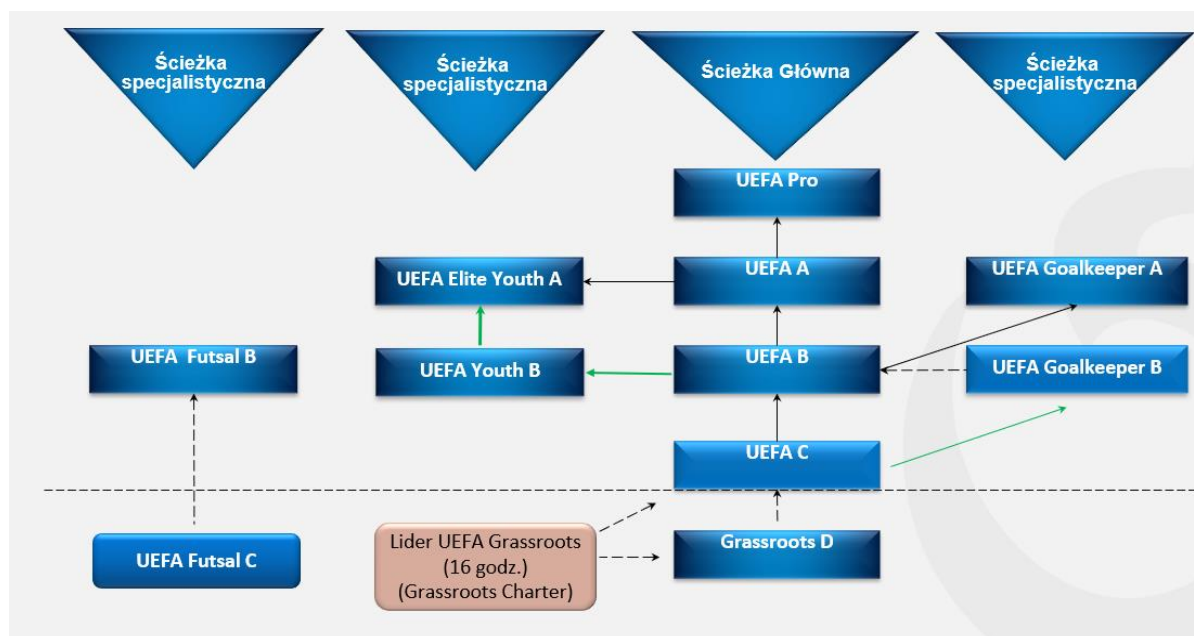 Ścieżka
specjalistyczna
Ścieżka
specjalistyczna
Ścieżka Główna
Ścieżka
specjalistyczna
UEFA Pro
UEFA Elite Youth A
UEFA A
UEFA Goalkeeper A
UEFA Futsal B
UEFA Youth B
UEFA B
UEFA Goalkeeper B
UEFA C
UEFA Futsal C
Lider UEFA Grassroots
(16 godz.)
(Grassroots Charter)
Grassroots D